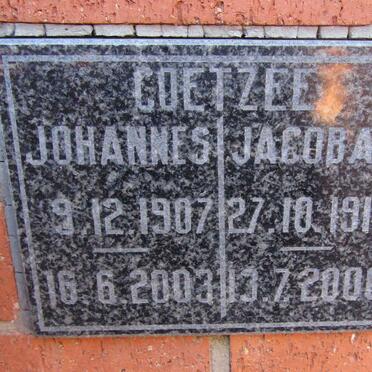 COETZEE
JOHANNES JACOBA
9.12.1907 27.10.191
16.6.2003 13.7.200